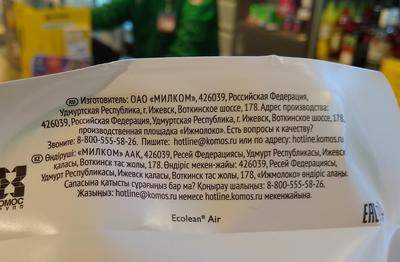 RU Изготовитель: ОАО «МИЛКОМ», 426039, Российская Федерация,
Удмуртская Республика, г. Ижевск, Воткинское шоссе, 178. Адрес производства:
426039, Российская Федерация, Удмуртская Республика, г. Ижевск, Воткинское шоссе, 178,
производственная площадка «Ижмолоко». Есть вопросы к качеству?
Звоните: 8-800-555-58-26. Пишите: hotline@komos.ru или по адресу: hotline.komos.ru
KZ Өндіруші: «МИЛКОМ» ААҚ, 426039, Ресей Федерациясы, Удмурт Республикасы, Ижевск
қаласы, Воткинск тас жолы, 178. Өндіріс мекен-жайы: 426039, Ресей Федерациясы,
Удмурт Республикасы, Ижевск қаласы, Воткинск тас жолы, 178, «Ижмолоко» өндіріс алаңы.
Сапасына қатысты сұрағыңыз бар ма? Қоңырау шалыңыз: 8-800-555-58-26.
Жазыңыз: hotline@komos.ru немесе hotline.komos.ru мекенжайына.
КОМОС
ГРУПП
Ecolean® Air
EAC